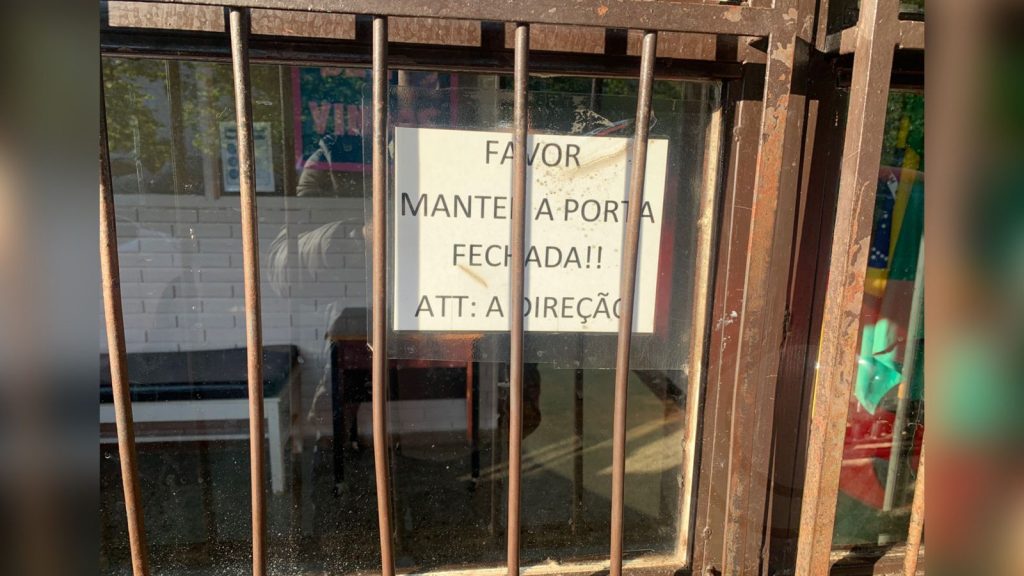 FAVOR
MANTER A PORTA
FECHADA!!
ATT: A DIREÇÃO